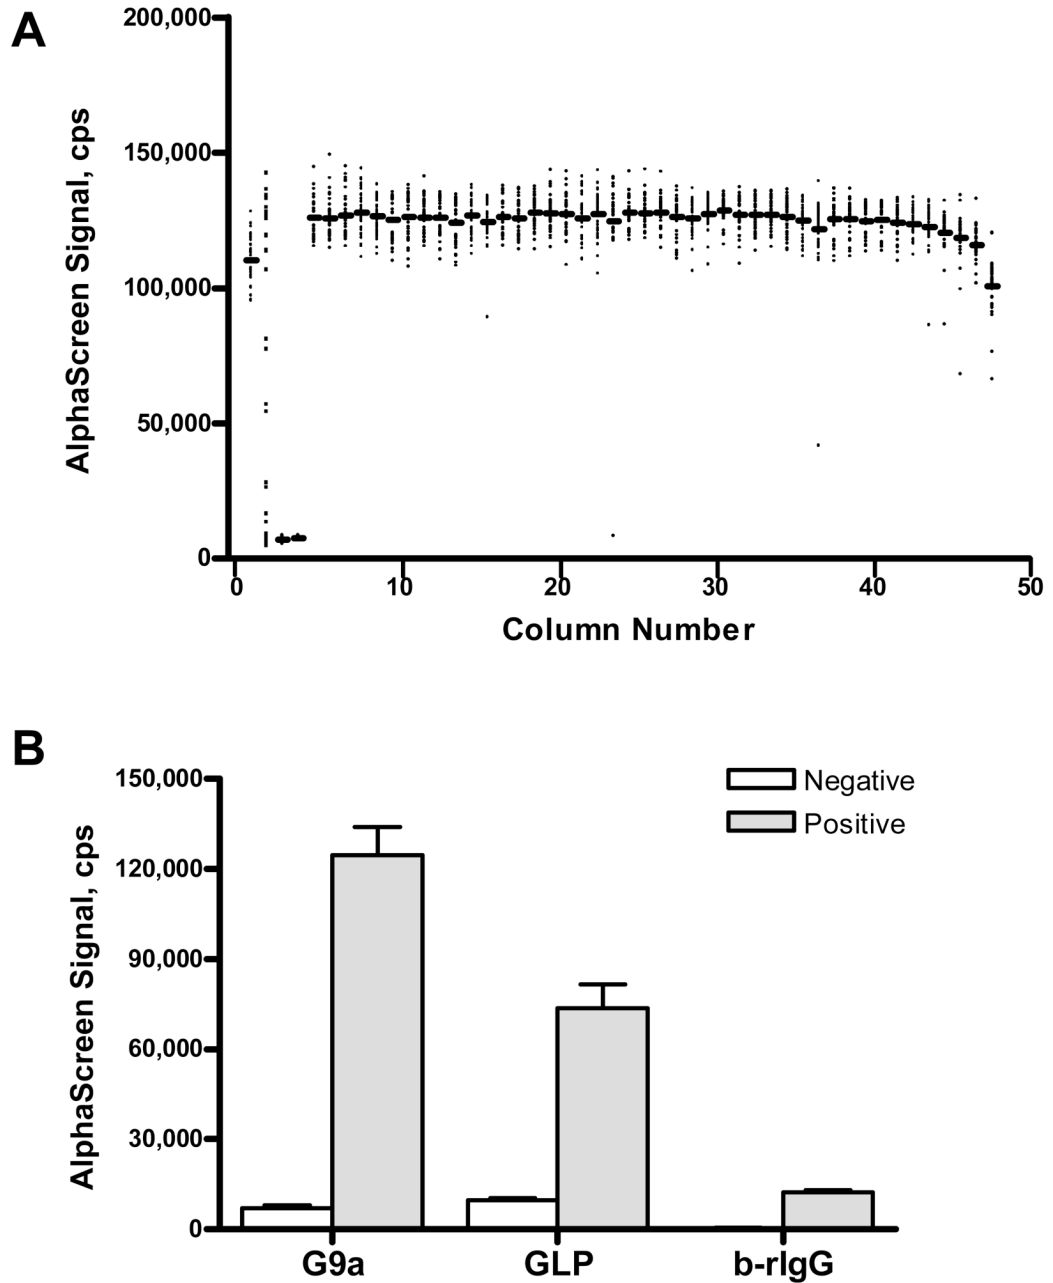 A
AlphaScreen Signal, cps
200,000
150,000
100,000
50,000
0
0 10 20 30 40 50
Column Number
B
AlphaScreen Signal, cps
150,000
120,000
90,000
60,000
30,000
0
Negative
Positive
G9a GLP b-rIgG